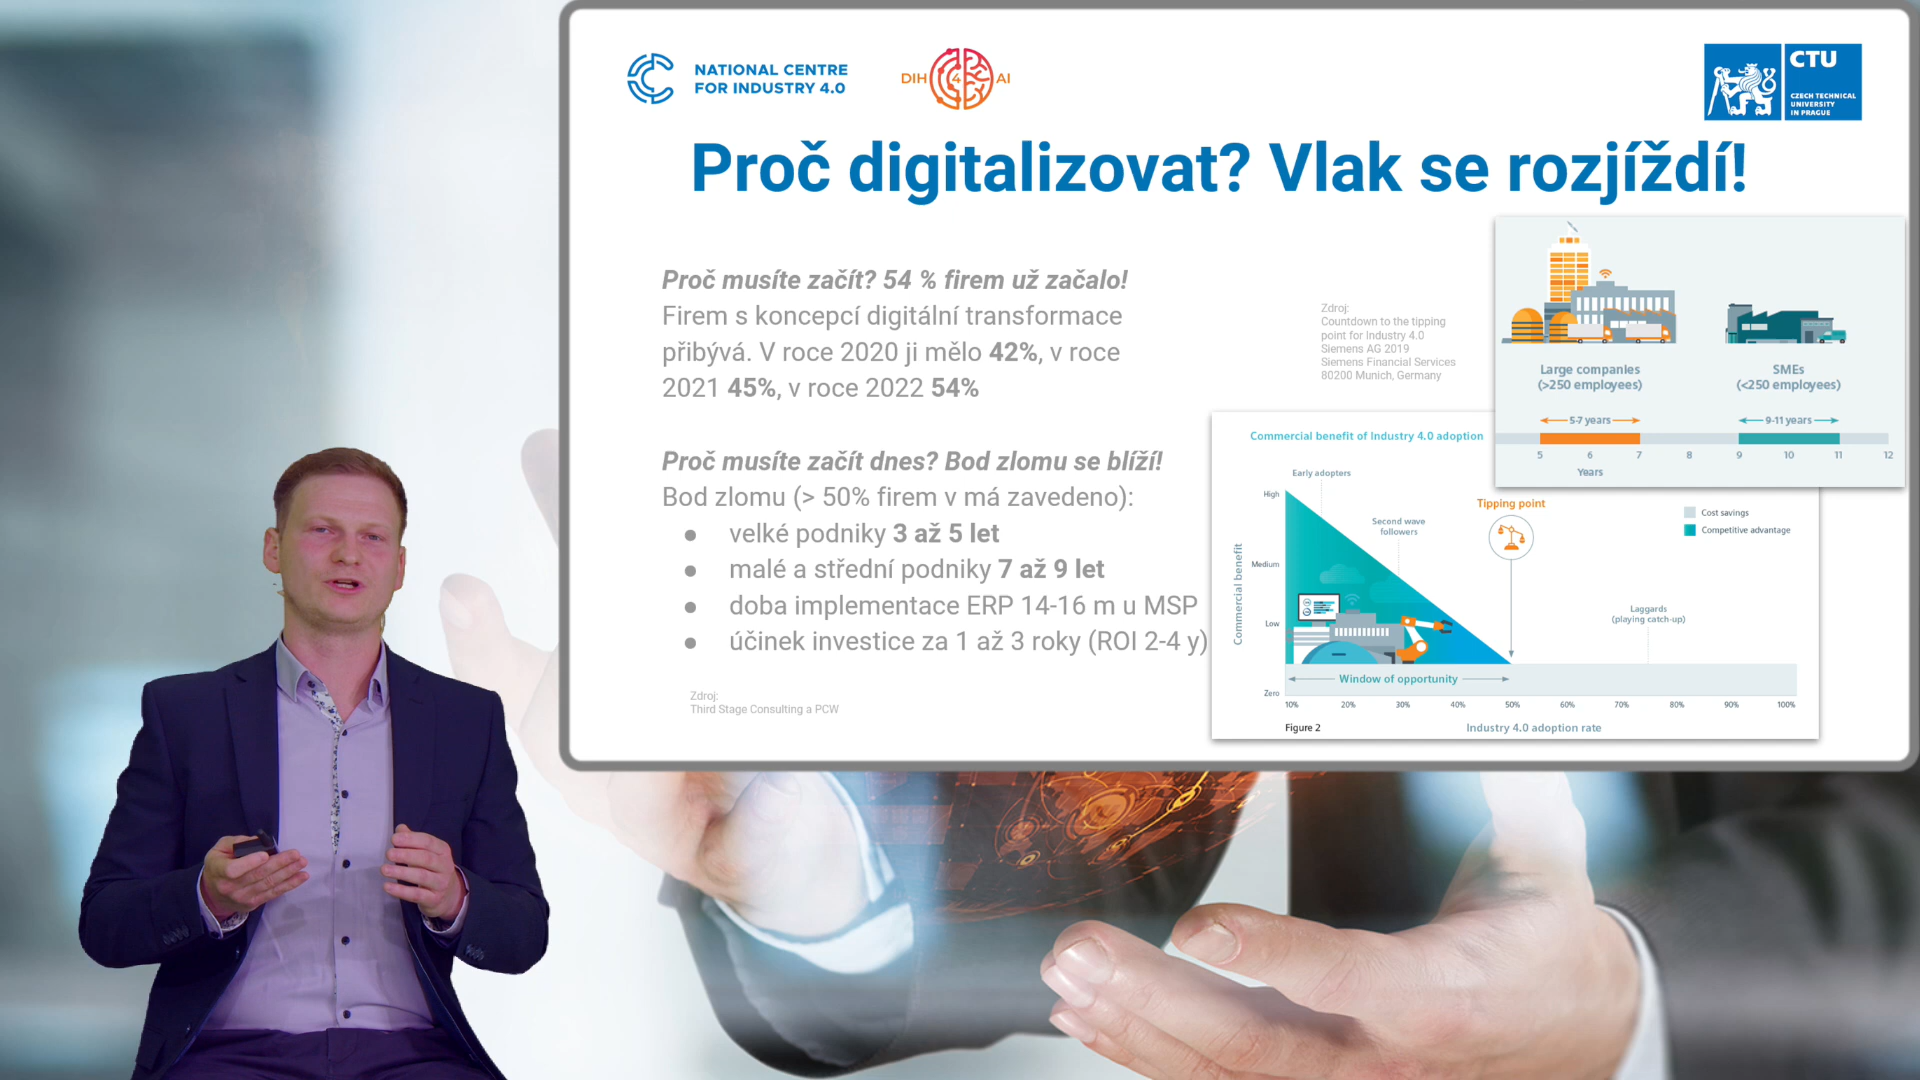 NATIONAL CENTRE
FOR INDUSTRY 4.0
DIH 4 AI
CTU
CZECH TECHNICAL
UNIVERSITY
IN PRAGUE
Proč digitalizovat? Vlak se rozjíždí!
Proč musíte začít? 54 % firem už začalo!
Firem s koncepcí digitální transformace
přibývá. V roce 2020 ji mělo 42%, v roce
2021 45%, v roce 2022 54%
Proč musíte začít dnes? Bod zlomu se blíží!
Bod zlomu (> 50% firem v má zavedeno):
● velké podniky 3 až 5 let
● malé a střední podniky 7 až 9 let
● doba implementace ERP 14-16 m u MSP
● účinek investice za 1 až 3 roky (ROI 2-4 y)
Zdroj:
Third Stage Consulting a PCW
Zdroj:
Countdown to the tipping
point for Industry 4.0
Siemens AG 2019
Siemens Financial Services
80200 Munich, Germany
Large companies
(>250 employees)
SMEs
(<250 employees)
5-7 years
9-11 years
5 6 7 8 9 10 11 12
Years
Commercial benefit of Industry 4.0 adoption
Early adopters
Second wave
followers
Tipping point
Cost savings
Competitive advantage
Laggards
(playing catch-up)
Commercial benefit
High
Medium
Low
Zero
Window of opportunity
10% 20% 30% 40% 50% 60% 70% 80% 90% 100%
Figure 2
Industry 4.0 adoption rate